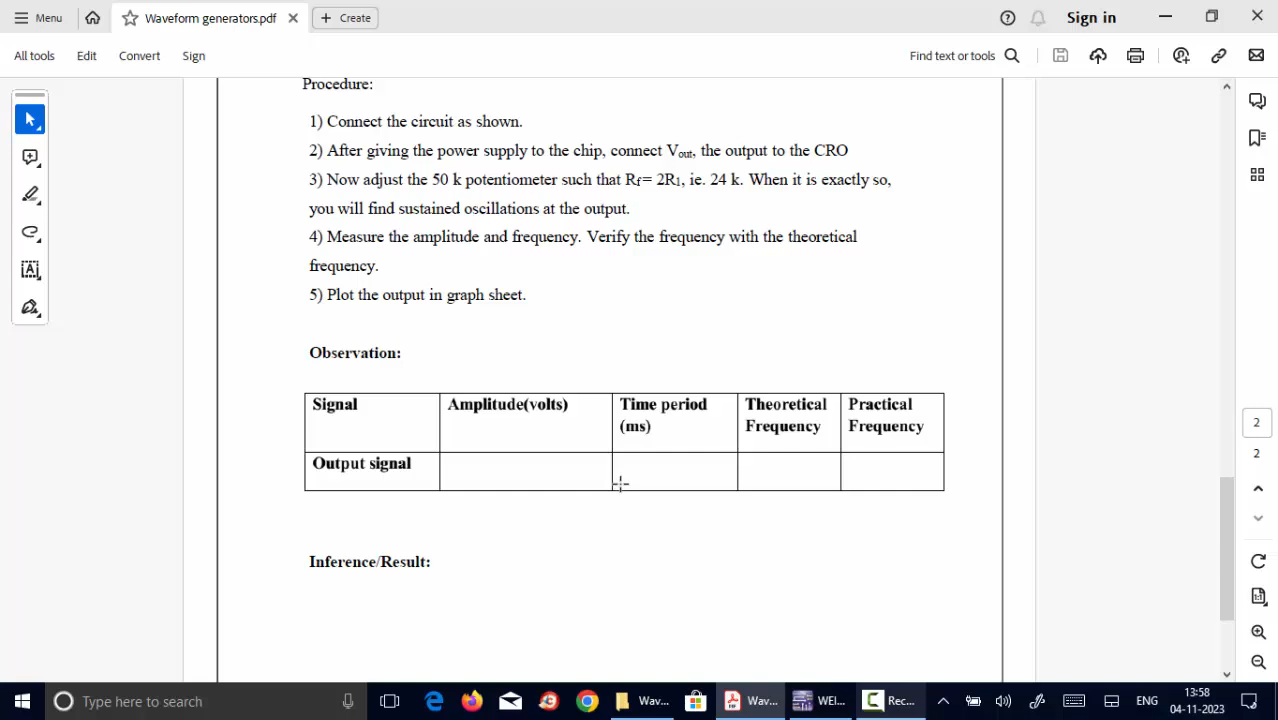 Menu
Waveform generators.pdf
Create
Sign in
All tools
Edit
Convert
Sign
Find text or tools
Procedure:
1) Connect the circuit as shown.
2) After giving the power supply to the chip, connect Vout, the output to the CRO
3) Now adjust the 50 k potentiometer such that Rf= 2R1, ie. 24 k. When it is exactly so,
you will find sustained oscillations at the output.
4) Measure the amplitude and frequency. Verify the frequency with the theoretical
frequency.
5) Plot the output in graph sheet.
Observation:
Signal Amplitude(volts) Time period Theoretical Practical
(ms) Frequency Frequency
Output signal
Inference/Result:
2
2
1:1
Type here to search
Wav...
Wav...
WEI...
Rec...
ENG
13:58
04-11-2023